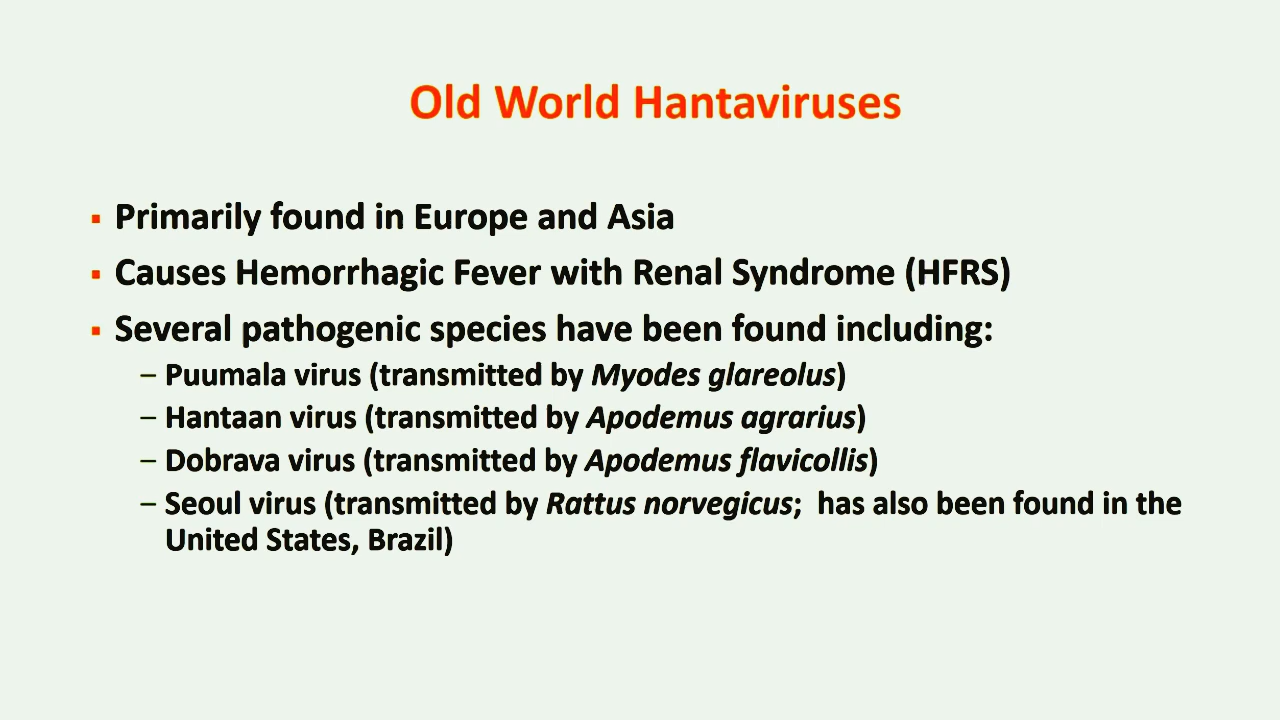 Old World Hantaviruses
▪ Primarily found in Europe and Asia
▪ Causes Hemorrhagic Fever with Renal Syndrome (HFRS)
▪ Several pathogenic species have been found including:
– Puumala virus (transmitted by Myodes glareolus)
– Hantaan virus (transmitted by Apodemus agrarius)
– Dobrava virus (transmitted by Apodemus flavicollis)
– Seoul virus (transmitted by Rattus norvegicus;  has also been found in the
United States, Brazil)